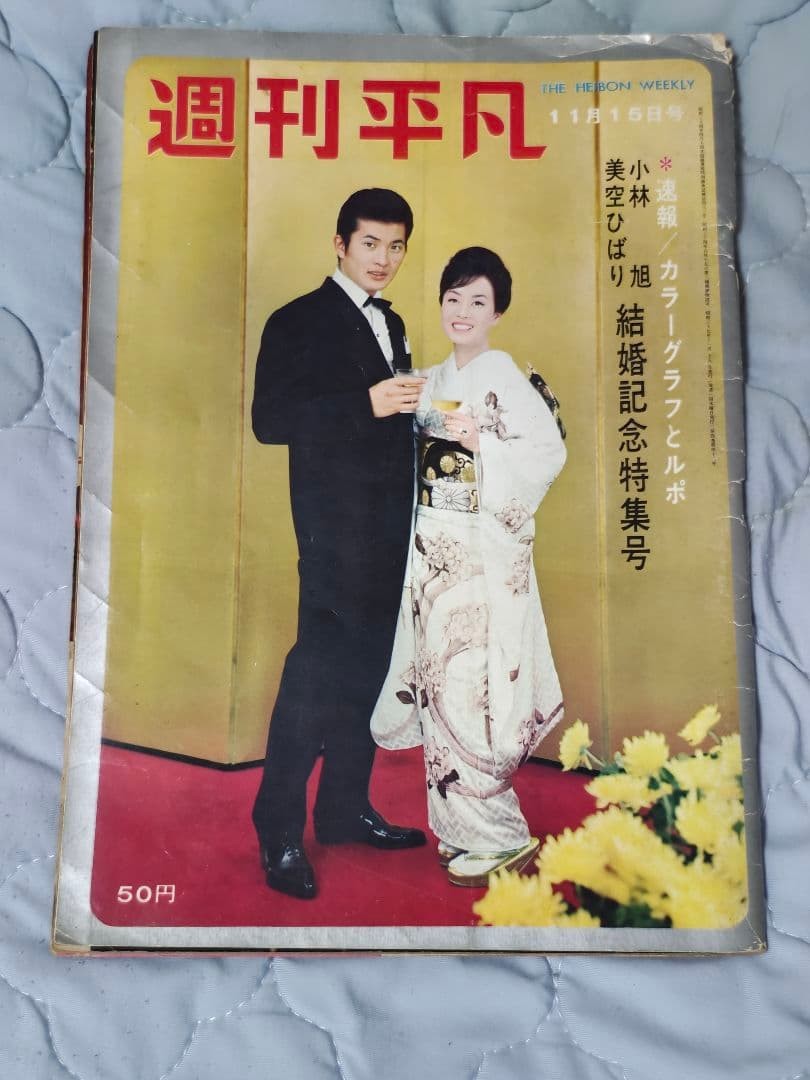 週刊平凡
THE HEIBON WEEKLY
11月15日号
*速報/カラーグラフとルポ
小林 旭
美空ひばり
結婚記念特集号
50円